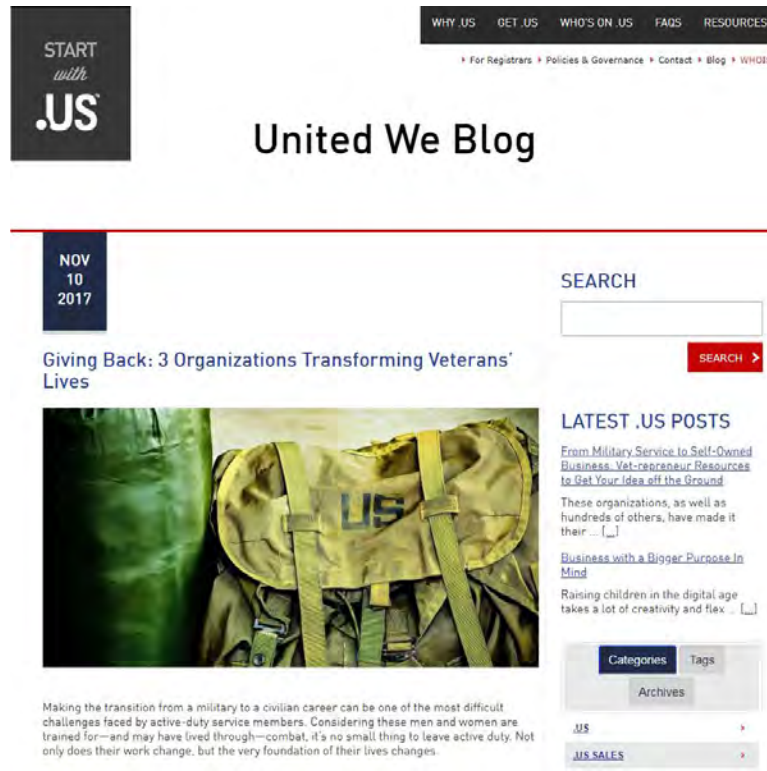 WHY .US GET .US WHO'S ON .US FAQS RESOURCES
START
with
.US
For Registrars Policies & Governance Contact Blog
United We Blog
NOV
10
2017
Giving Back: 3 Organizations Transforming Veterans'
Lives
US
Making the transition from a military to a civilian career can be one of the most difficult
challenges faced by active-duty service members. Considering these men and women are
trained for—and may have lived through—combat, it's no small thing to leave active duty. Not
only does their work change, but the very foundation of their lives changes.
SEARCH
SEARCH
LATEST .US POSTS
From Military Service to Self-Owned
Business: Vet-repreneur Resources
to Get Your Idea off the Ground
These organizations, as well as
hundreds of others, have made it
their ... [...]
Business with a Bigger Purpose In
Mind
Raising children in the digital age
takes a lot of creativity and flex ... [...]
Categories Tags
Archives
.US
.US SALES